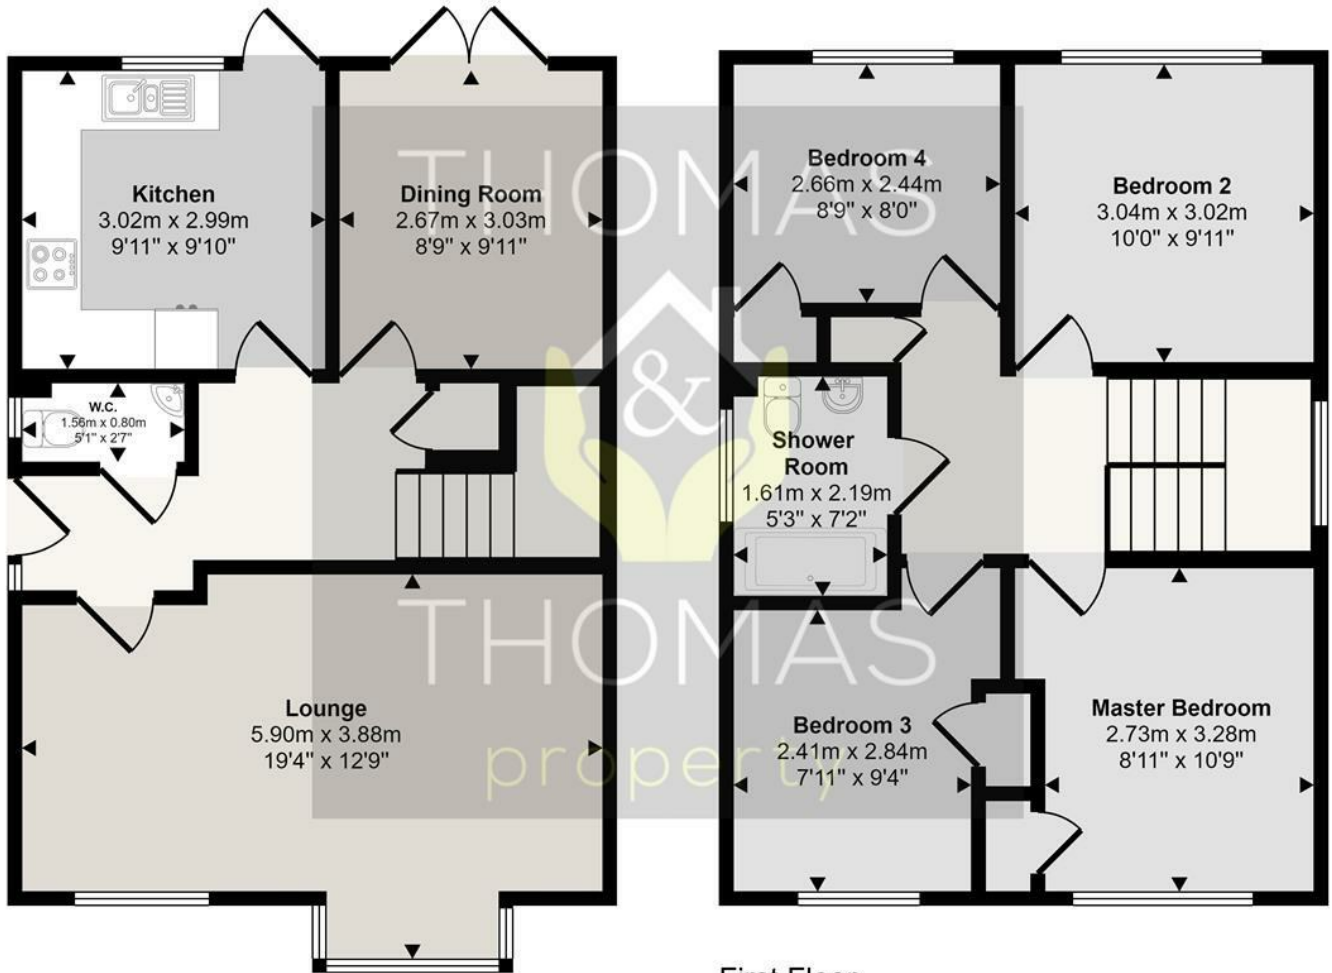 Kitchen
3.02m x 2.99m
9'11" x 9'10"
Dining Room
2.67m x 3.03m
8'9" x 9'11"
W.C.
1.56m x 0.80m
5'1" x 2'7"
Lounge
5.90m x 3.88m
19'4" x 12'9"
Bedroom 4
2.66m x 2.44m
8'9" x 8'0"
Bedroom 2
3.04m x 3.02m
10'0" x 9'11"
Shower
Room
1.61m x 2.19m
5'3" x 7'2"
Bedroom 3
2.41m x 2.84m
7'11" x 9'4"
Master Bedroom
2.73m x 3.28m
8'11" x 10'9"
THOMAS
&
THOMAS
property
First Floor